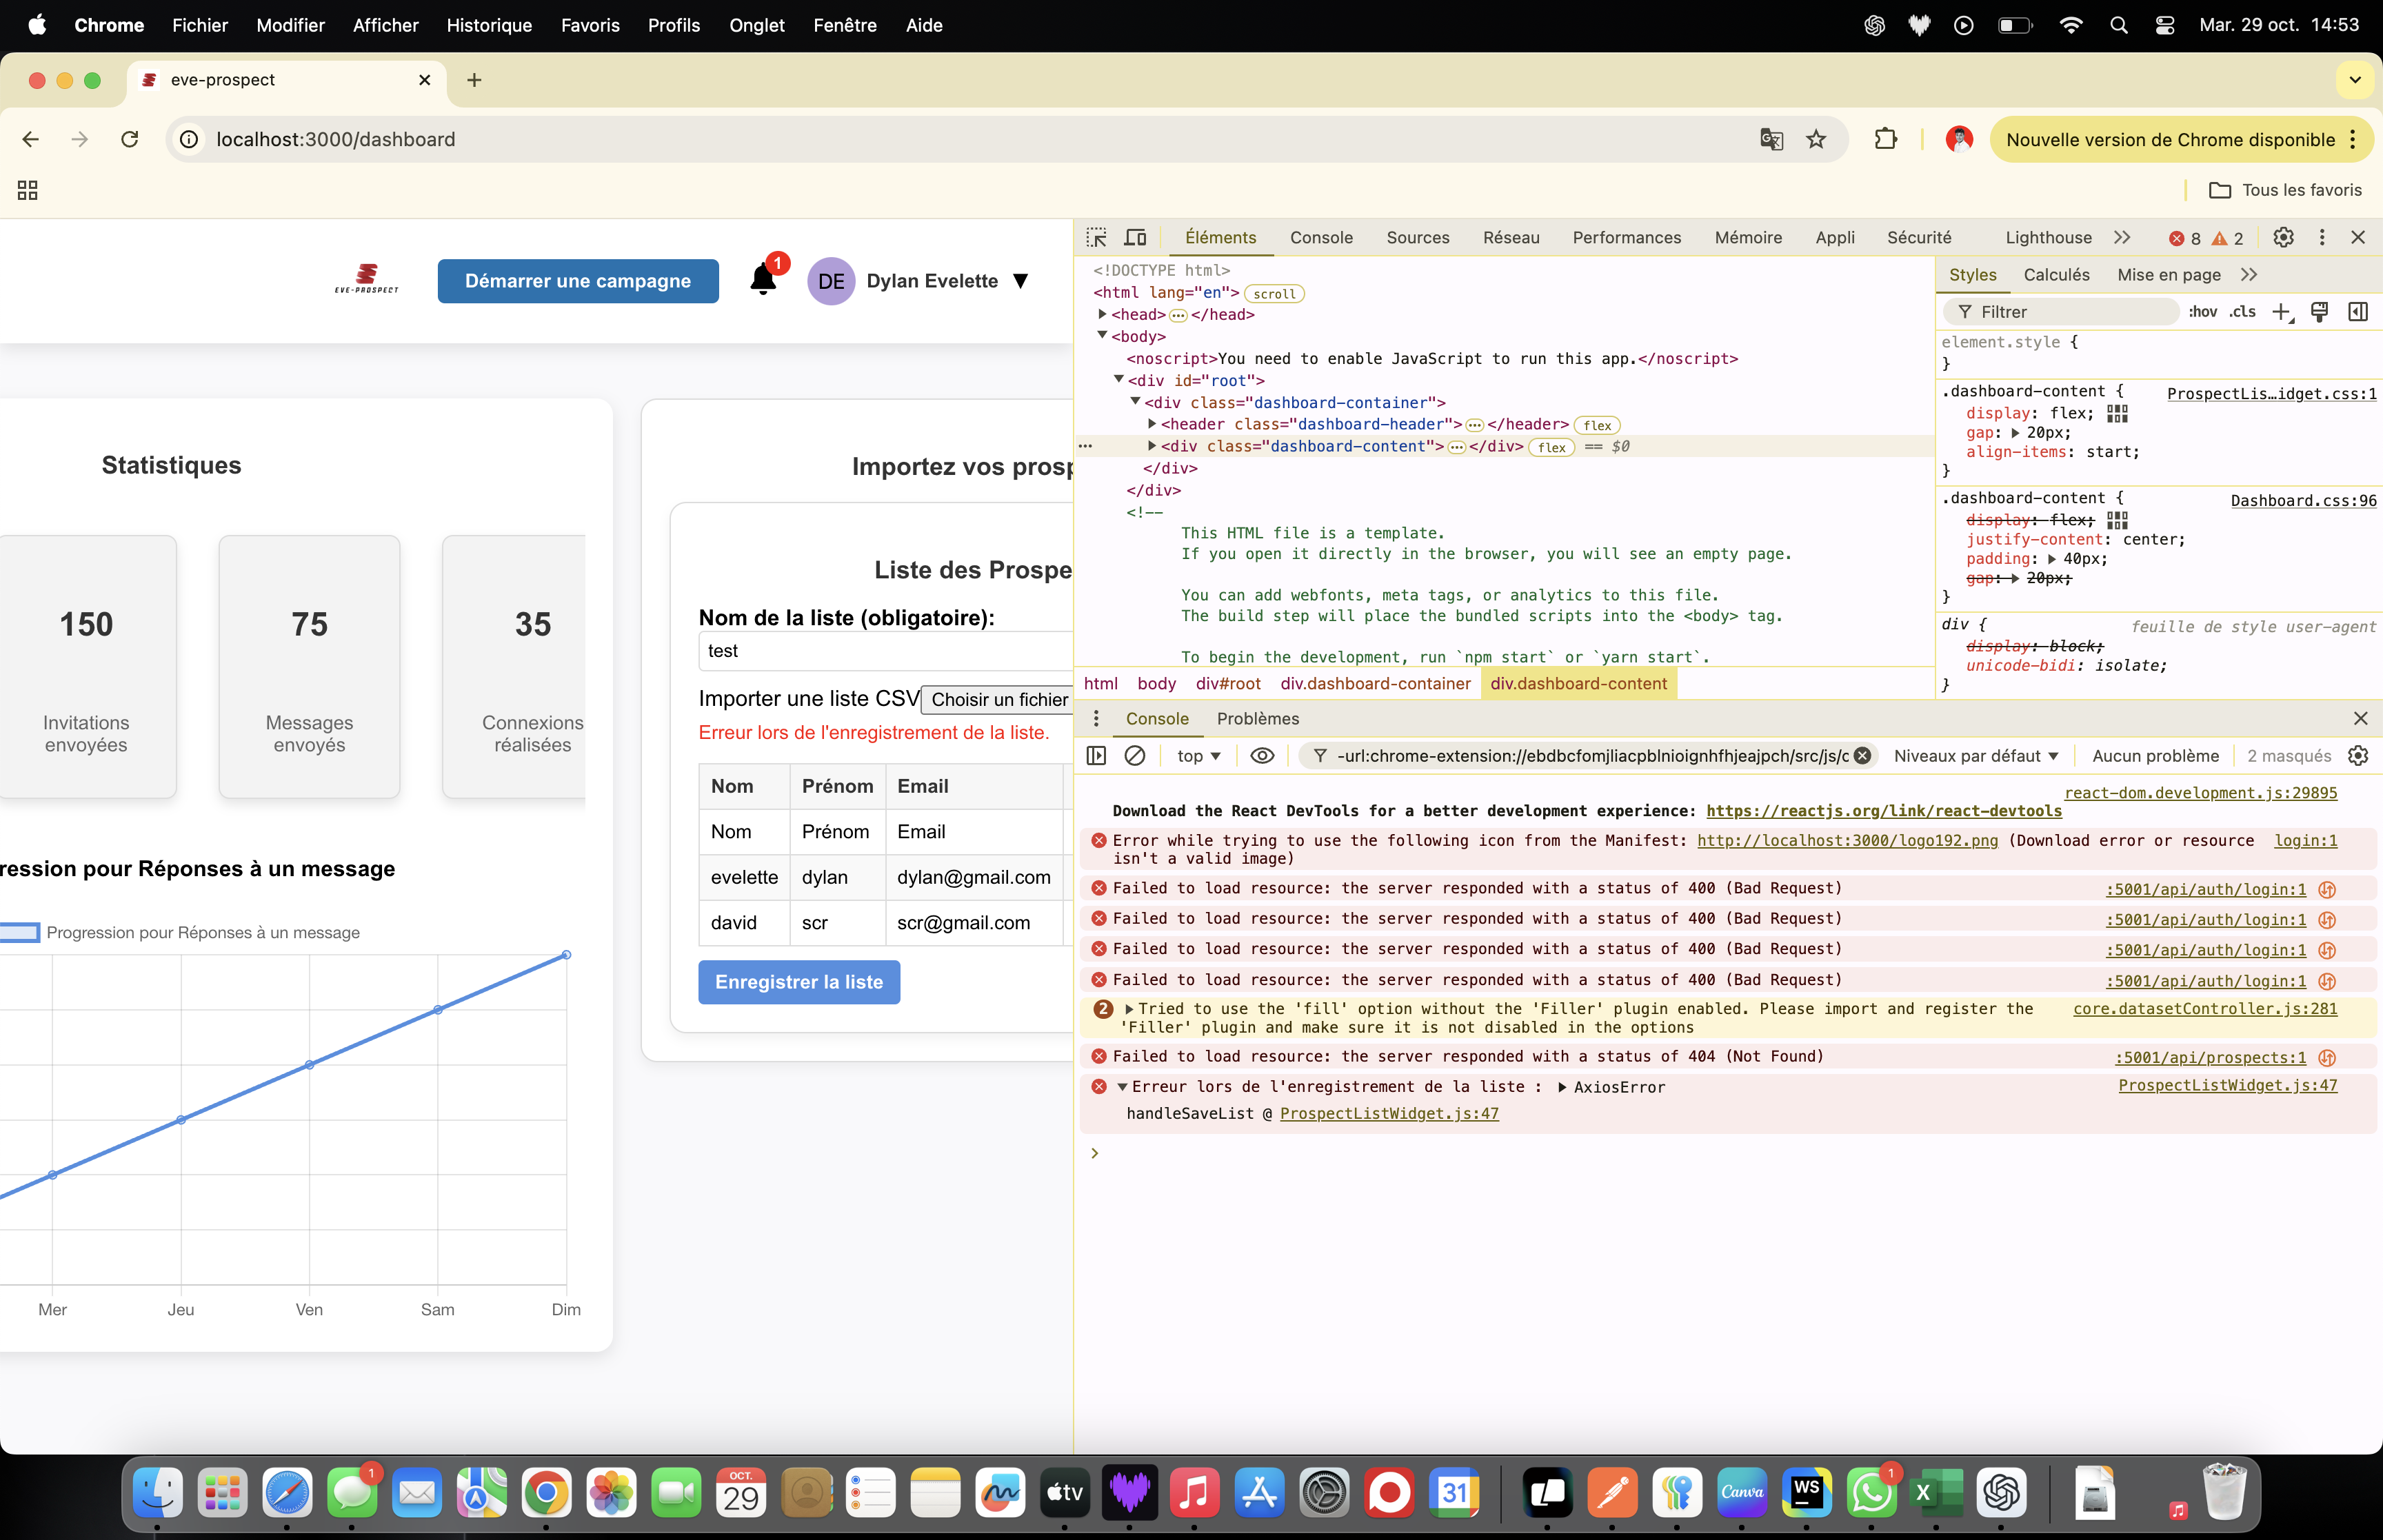 Chrome Fichier Modifier Afficher Historique Favoris Profils Onglet Fenêtre Aide Mar. 29 oct. 14:53
eve-prospect
localhost:3000/dashboard Nouvelle version de Chrome disponible
Tous les favoris
EVE-PROSPECT Démarrer une campagne 1 DE Dylan Evelette ▼
Statistiques
150
Invitations
envoyées
75
Messages
envoyés
35
Connexions
réalisées
ression pour Réponses à un message
Progression pour Réponses à un message
Mer Jeu Ven Sam Dim
Importez vos prosp
Liste des Prospe
Nom de la liste (obligatoire):
test
Importer une liste CSV Choisir un fichier
Erreur lors de l'enregistrement de la liste.
Nom Prénom Email
Nom Prénom Email
evelette dylan dylan@gmail.com
david scr scr@gmail.com
Enregistrer la liste
Éléments Console Sources Réseau Performances Mémoire Appli Sécurité Lighthouse 8 2
<!DOCTYPE html>
<html lang="en"> scroll
<head> </head>
<body>
<noscript>You need to enable JavaScript to run this app.</noscript>
<div id="root">
<div class="dashboard-container">
<header class="dashboard-header"> </header> flex
<div class="dashboard-content"> </div> flex == $0
</div>
</div>
<!--
This HTML file is a template.
If you open it directly in the browser, you will see an empty page.
You can add webfonts, meta tags, or analytics to this file.
The build step will place the bundled scripts into the <body> tag.
To begin the development, run `npm start` or `yarn start`.
html body div#root div.dashboard-container div.dashboard-content
Styles Calculés Mise en page
Filtrer :hov .cls
element.style {
}
.dashboard-content { ProspectLis…idget.css:1
display: flex;
gap: 20px;
align-items: start;
}
.dashboard-content { Dashboard.css:96
display: flex;
justify-content: center;
padding: 40px;
gap: 20px;
}
div { feuille de style user-agent
display: block;
unicode-bidi: isolate;
}
Console Problèmes
top ▼ -url:chrome-extension://ebdbcfomjliacpblnioignhfhjeajpch/src/js/c Niveaux par défaut ▼ Aucun problème 2 masqués
react-dom.development.js:29895
Download the React DevTools for a better development experience: https://reactjs.org/link/react-devtools
Error while trying to use the following icon from the Manifest: http://localhost:3000/logo192.png (Download error or resource login:1
isn't a valid image)
Failed to load resource: the server responded with a status of 400 (Bad Request) :5001/api/auth/login:1
Failed to load resource: the server responded with a status of 400 (Bad Request) :5001/api/auth/login:1
Failed to load resource: the server responded with a status of 400 (Bad Request) :5001/api/auth/login:1
Failed to load resource: the server responded with a status of 400 (Bad Request) :5001/api/auth/login:1
2 Tried to use the 'fill' option without the 'Filler' plugin enabled. Please import and register the core.datasetController.js:281
'Filler' plugin and make sure it is not disabled in the options
Failed to load resource: the server responded with a status of 404 (Not Found) :5001/api/prospects:1
Erreur lors de l'enregistrement de la liste : AxiosError ProspectListWidget.js:47
handleSaveList @ ProspectListWidget.js:47
1 OCT. 29 tv 31 Canva WS 1 X